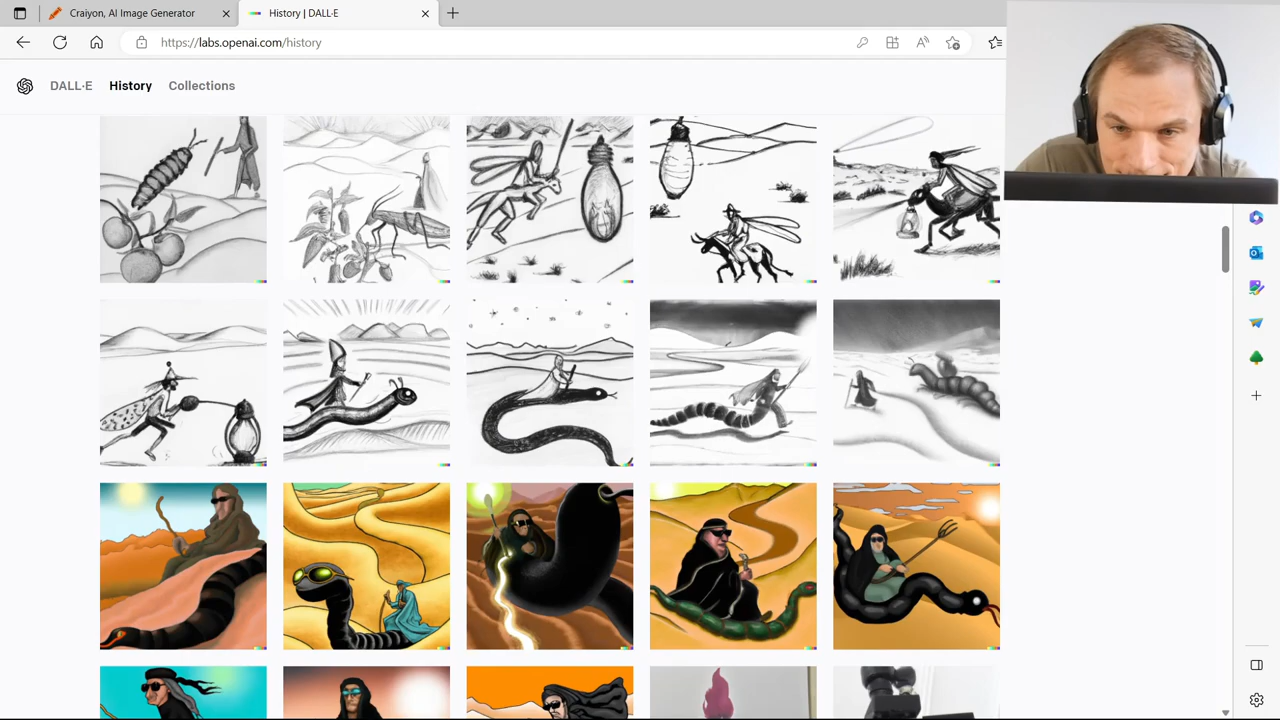 Craiyon, AI Image Generator
History | DALL·E
https://labs.openai.com/history
DALL·E
History
Collections